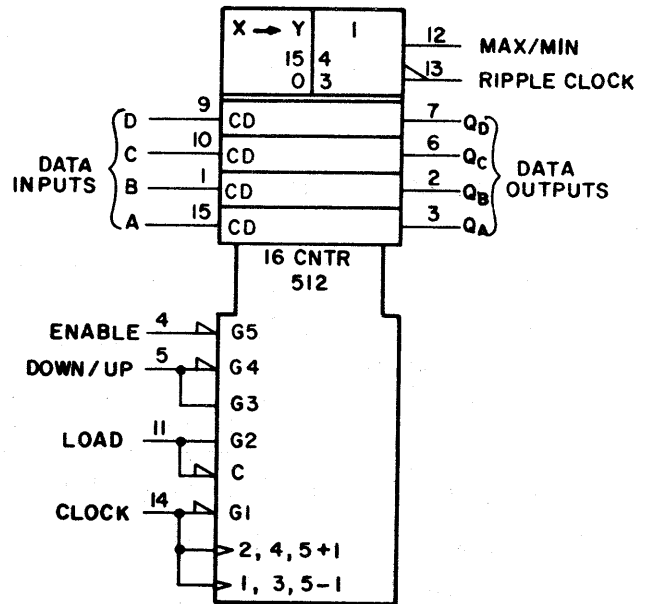 X → Y 1
15 4
0 3
12 MAX/MIN
13 RIPPLE CLOCK
DATA INPUTS
D 9 CD 7 QD
C 10 CD 6 QC
B 1 CD 2 QB
A 15 CD 3 QA
DATA OUTPUTS
16 CNTR
512
ENABLE 4 G5
DOWN/UP 5 G4
G3
LOAD 11 G2
C
CLOCK 14 G1
2, 4, 5+1
1, 3, 5-1